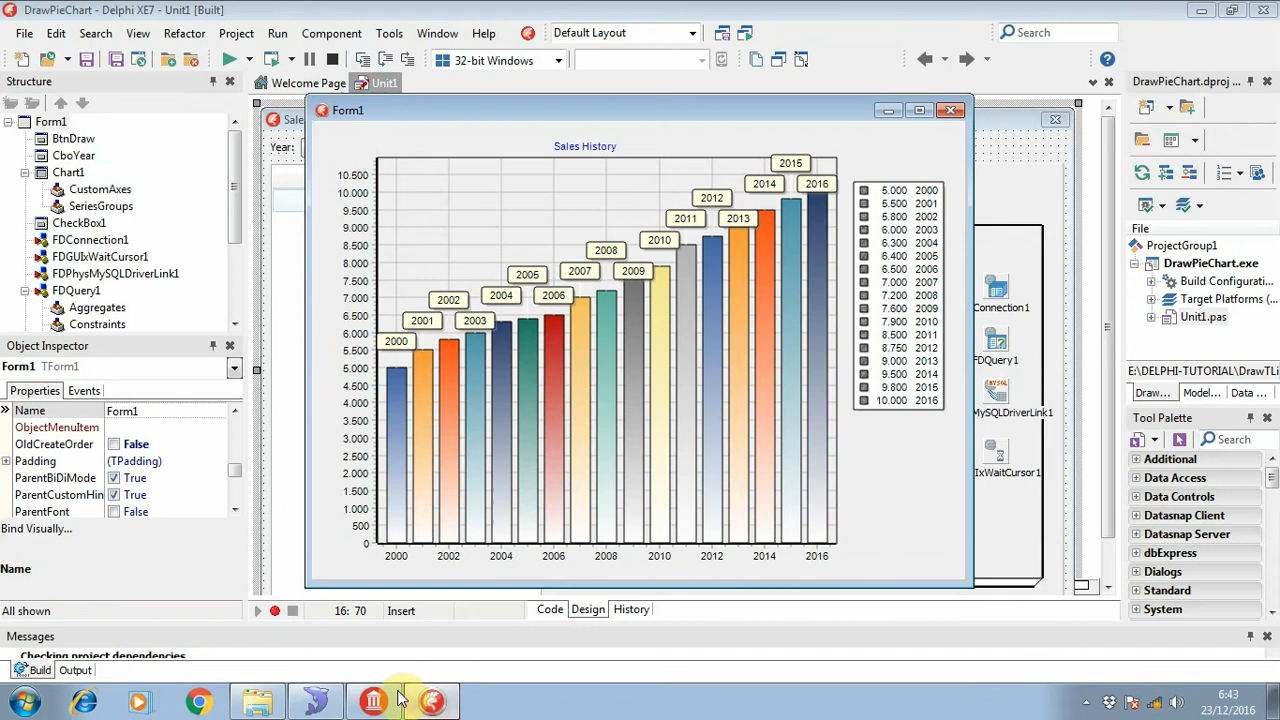 DrawPieChart - Delphi XE7 - Unit1 [Built]
File Edit Search View Refactor Project Run Component Tools Window Help Default Layout Search
32-bit Windows
Structure
Welcome Page Unit1
DrawPieChart.dproj
Form1
BtnDraw
CboYear
Chart1
CustomAxes
SeriesGroups
CheckBox1
FDConnection1
FDGUIxWaitCursor1
FDPhysMySQLDriverLink1
FDQuery1
Aggregates
Constraints
Object Inspector
Form1 TForm1
Properties Events
Name Form1
ObjectMenuItem
OldCreateOrder False
Padding (TPadding)
ParentBiDiMode True
ParentCustomHin True
ParentFont False
Bind Visually...
Name
All shown
Sale
Year:
Form1
Sales History
10.500
10.000
9.500
9.000
8.500
8.000
7.500
7.000
6.500
6.000
5.500
5.000
4.500
4.000
3.500
3.000
2.500
2.000
1.500
1.000
500
0
2000
2001
2002
2003
2004
2005
2006
2007
2008
2009
2010
2011
2012
2013
2014
2015
2016
2000 2002 2004 2006 2008 2010 2012 2014 2016
5.000 2000
5.500 2001
5.800 2002
6.000 2003
6.300 2004
6.400 2005
6.500 2006
7.000 2007
7.200 2008
7.600 2009
7.900 2010
8.500 2011
8.750 2012
9.000 2013
9.500 2014
9.800 2015
10.000 2016
Connection1
FDQuery1
MYSQL
MySQLDriverLink1
IxWaitCursor1
16: 70 Insert
Code Design History
File
ProjectGroup1
DrawPieChart.exe
Build Configurati...
Target Platforms (...
Unit1.pas
E:\DELPHI-TUTORIAL\DrawTLi
Draw... Model... Data ...
Tool Palette
Search
Additional
Data Access
Data Controls
Datasnap Client
Datasnap Server
dbExpress
Dialogs
Standard
System
Messages
Checking project dependencies
Build Output
6:43
23/12/2016